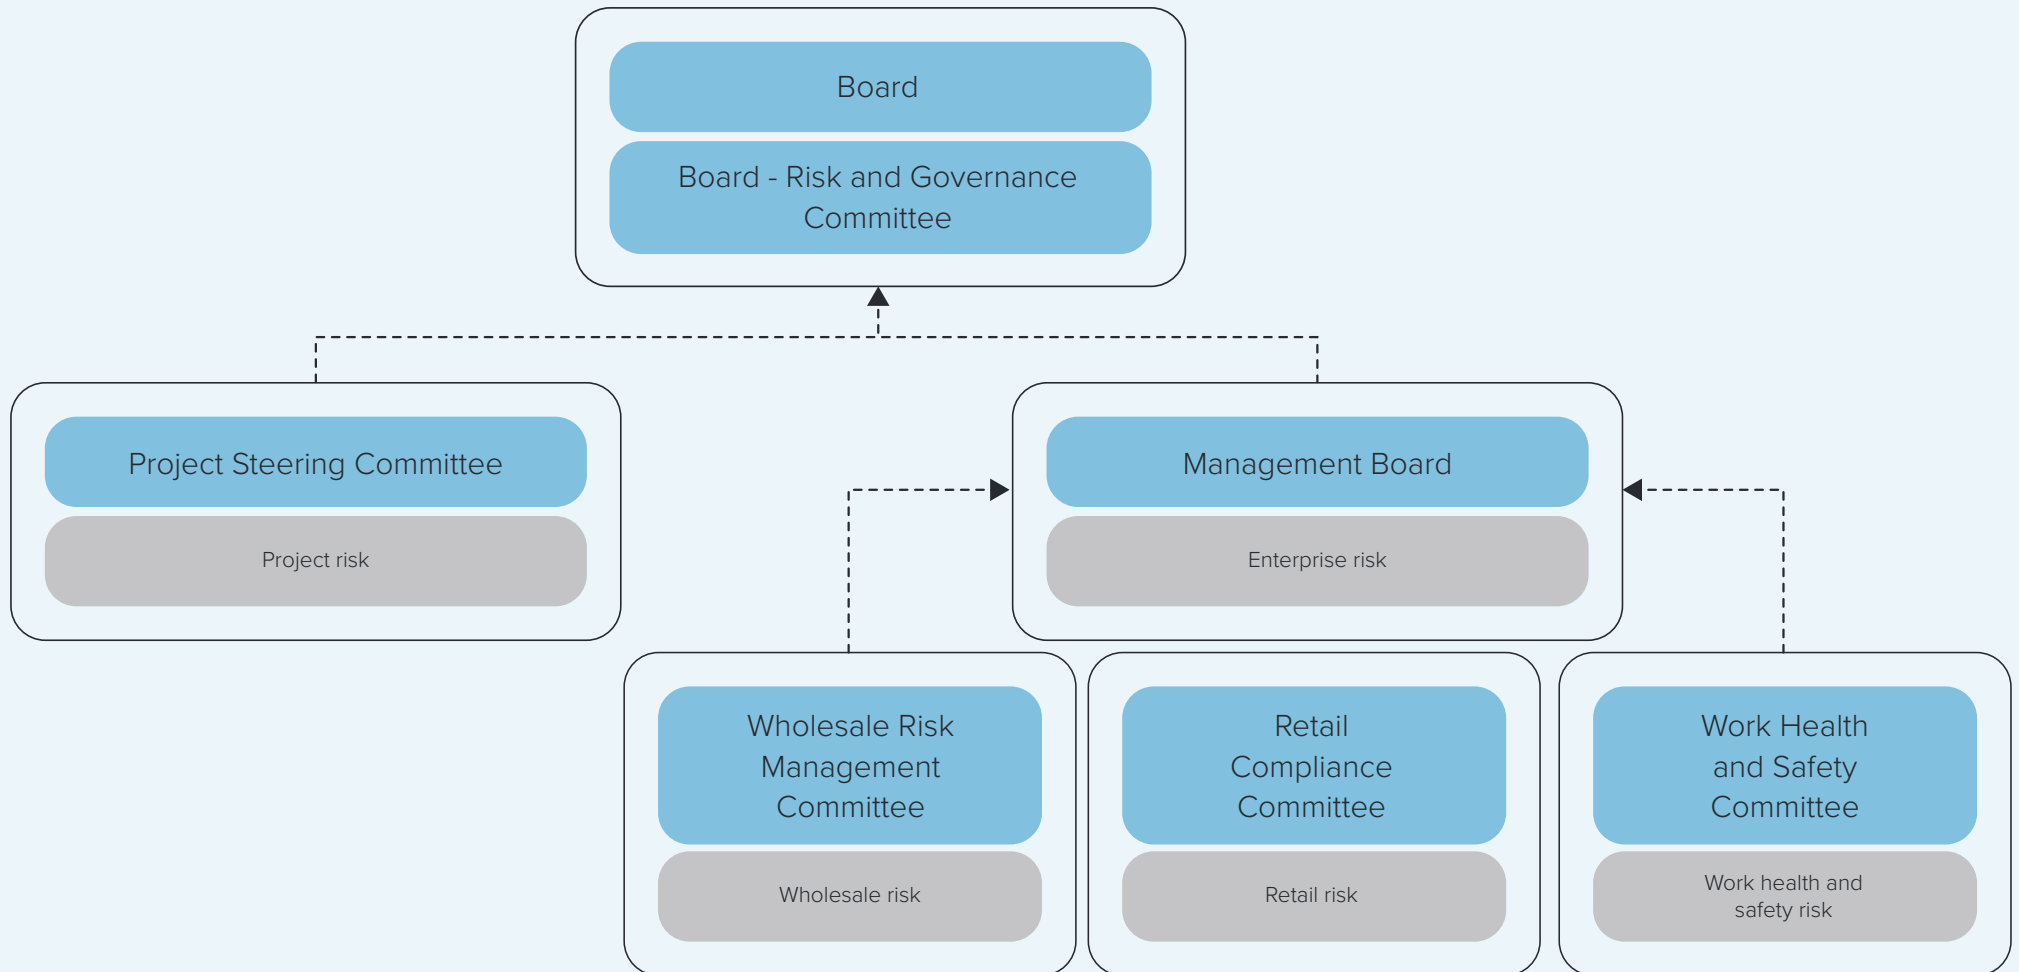 Board
Board - Risk and Governance
Committee
Project Steering Committee
Project risk
Management Board
Enterprise risk
Wholesale Risk
Management
Committee
Wholesale risk
Retail
Compliance
Committee
Retail risk
Work Health
and Safety
Committee
Work health and
safety risk